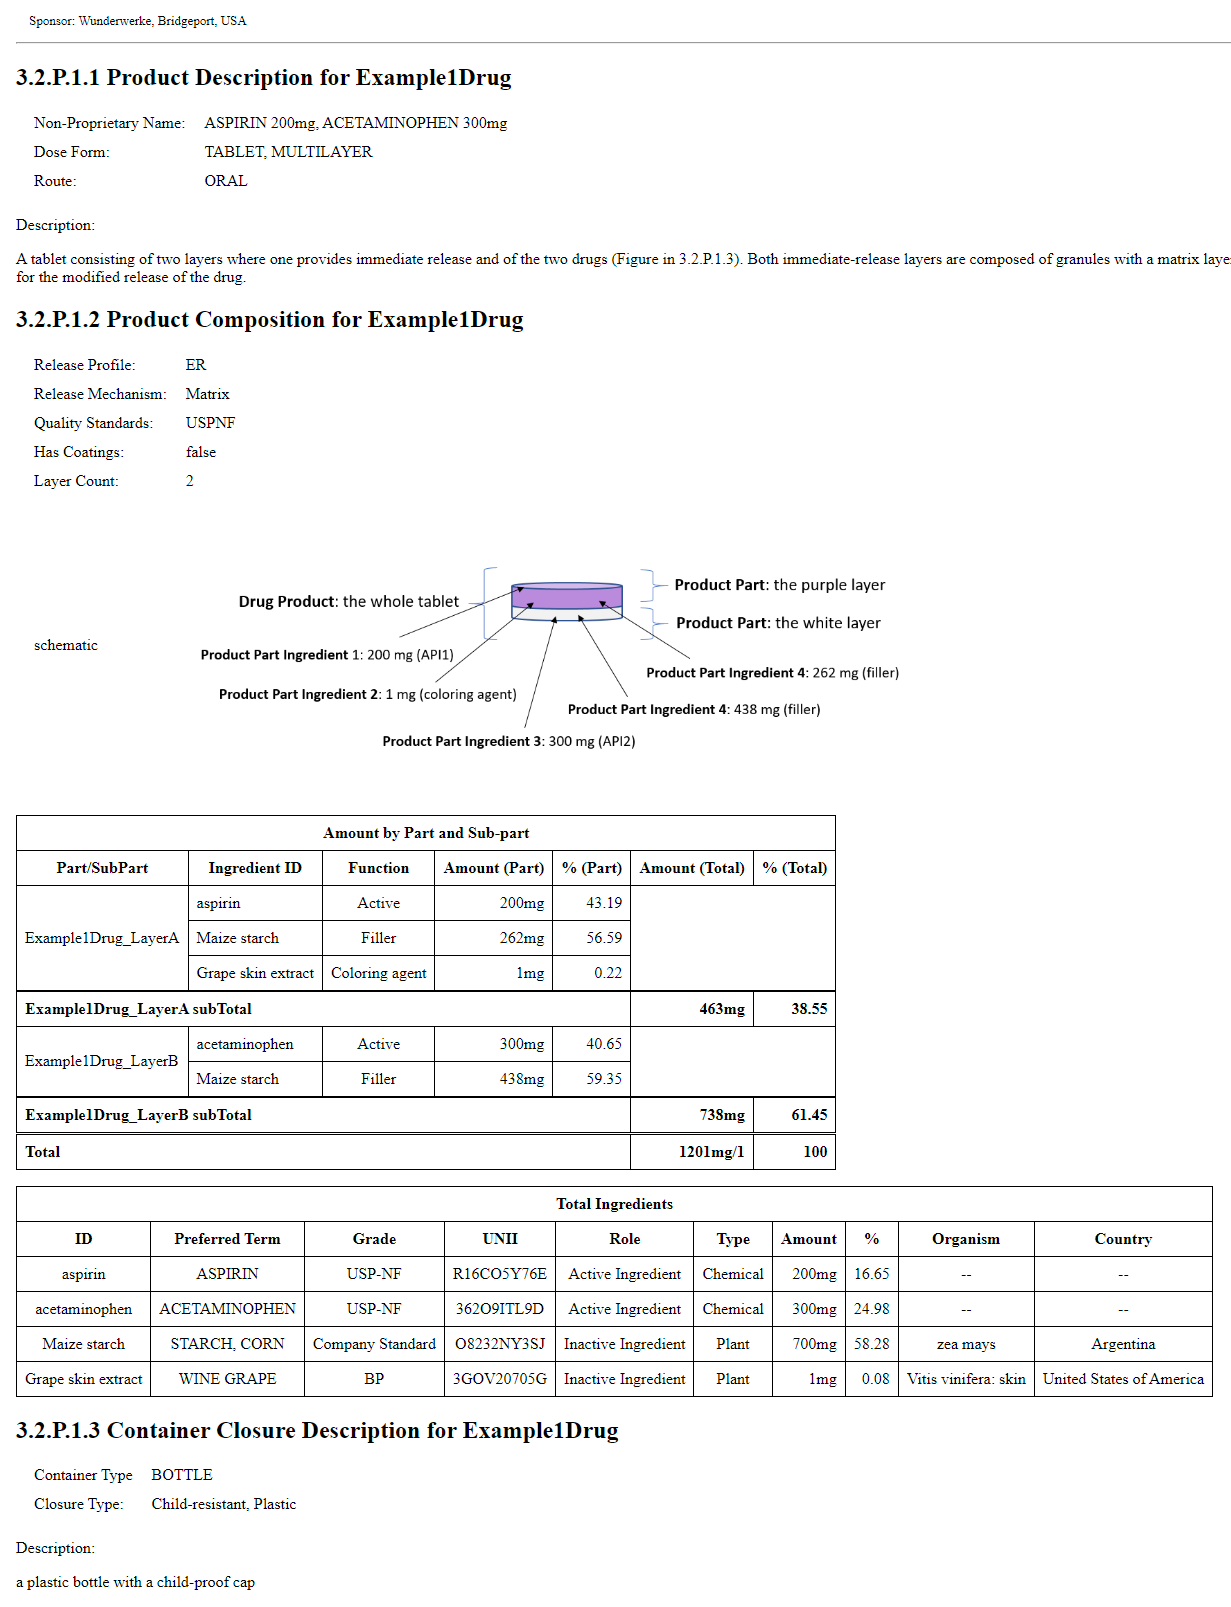 Sponsor: Wunderwerke, Bridgeport, USA
3.2.P.1.1 Product Description for Example1Drug
Non-Proprietary Name: ASPIRIN 200mg, ACETAMINOPHEN 300mg
Dose Form: TABLET, MULTILAYER
Route: ORAL
Description:
A tablet consisting of two layers where one provides immediate release and of the two drugs (Figure in 3.2.P.1.3). Both immediate-release layers are composed of granules with a matrix laye
for the modified release of the drug.
3.2.P.1.2 Product Composition for Example1Drug
Release Profile: ER
Release Mechanism: Matrix
Quality Standards: USPNF
Has Coatings: false
Layer Count: 2
schematic
Drug Product: the whole tablet
Product Part: the purple layer
Product Part: the white layer
Product Part Ingredient 1: 200 mg (API1)
Product Part Ingredient 4: 262 mg (filler)
Product Part Ingredient 2: 1 mg (coloring agent)
Product Part Ingredient 4: 438 mg (filler)
Product Part Ingredient 3: 300 mg (API2)
Amount by Part and Sub-part
Part/SubPart Ingredient ID Function Amount (Part) % (Part) Amount (Total) % (Total)
Example1Drug_LayerA aspirin Active 200mg 43.19
Maize starch Filler 262mg 56.59
Grape skin extract Coloring agent 1mg 0.22
Example1Drug_LayerA subTotal 463mg 38.55
Example1Drug_LayerB acetaminophen Active 300mg 40.65
Maize starch Filler 438mg 59.35
Example1Drug_LayerB subTotal 738mg 61.45
Total 1201mg/1 100
Total Ingredients
ID Preferred Term Grade UNII Role Type Amount % Organism Country
aspirin ASPIRIN USP-NF R16CO5Y76E Active Ingredient Chemical 200mg 16.65 -- --
acetaminophen ACETAMINOPHEN USP-NF 362O9ITL9D Active Ingredient Chemical 300mg 24.98 -- --
Maize starch STARCH, CORN Company Standard O8232NY3SJ Inactive Ingredient Plant 700mg 58.28 zea mays Argentina
Grape skin extract WINE GRAPE BP 3GOV20705G Inactive Ingredient Plant 1mg 0.08 Vitis vinifera: skin United States of America
3.2.P.1.3 Container Closure Description for Example1Drug
Container Type BOTTLE
Closure Type: Child-resistant, Plastic
Description:
a plastic bottle with a child-proof cap